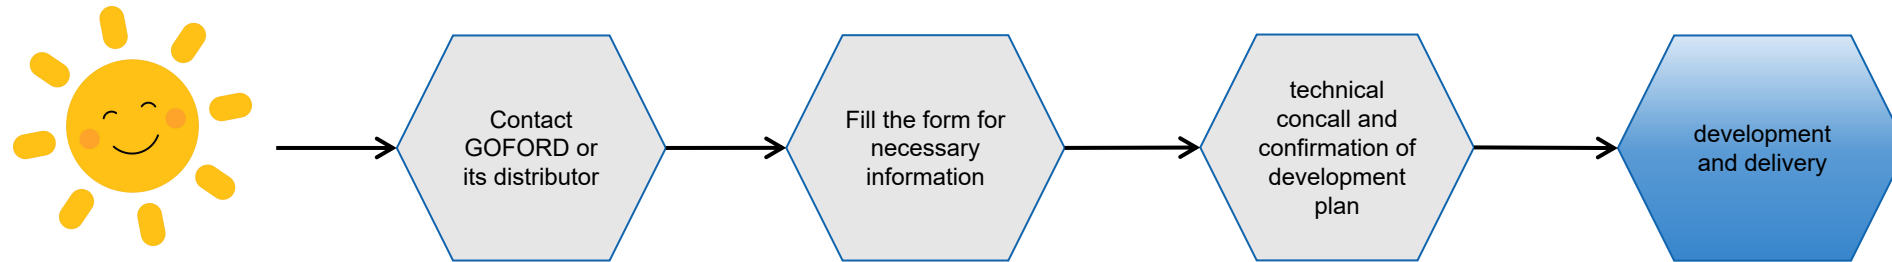 Contact
GOFORD or
its distributor
Fill the form for
necessary
information
technical
concall and
confirmation of
development
plan
development
and delivery